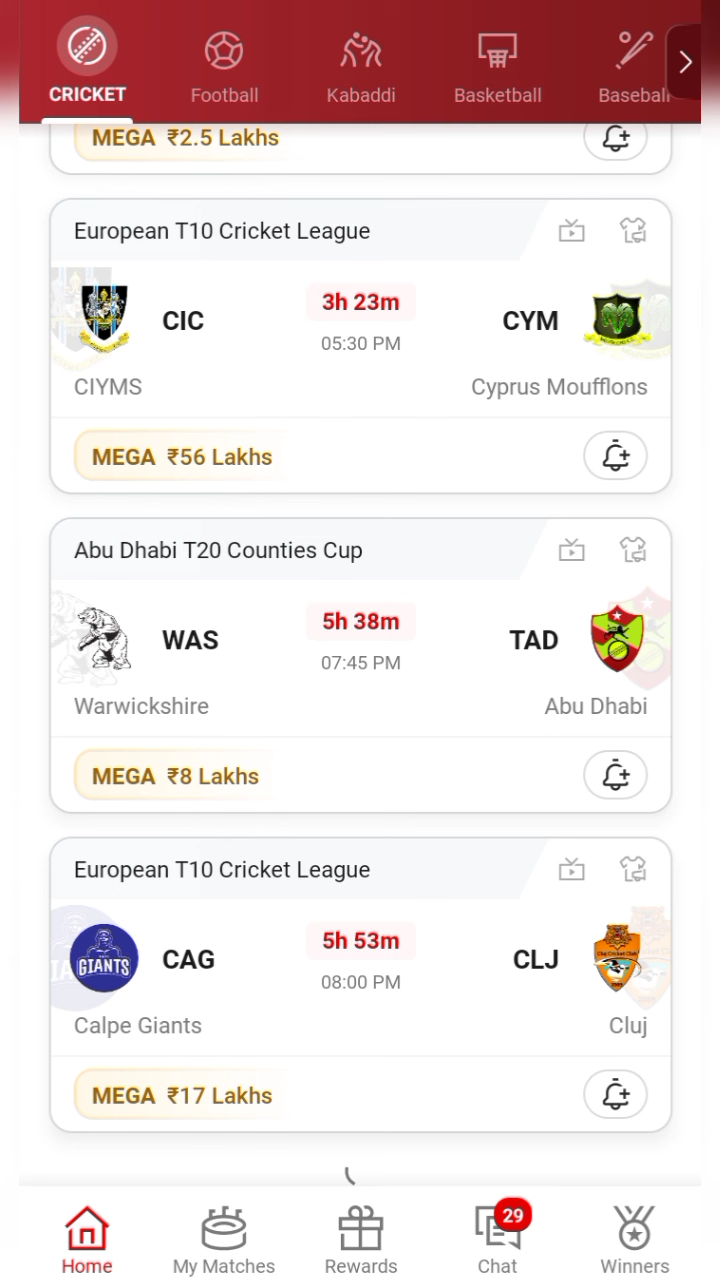 CRICKET
Football
Kabaddi
Basketball
Baseball
MEGA ₹2.5 Lakhs
European T10 Cricket League
CIC
3h 23m
CYM
05:30 PM
CIYMS
Cyprus Moufflons
MEGA ₹56 Lakhs
Abu Dhabi T20 Counties Cup
WAS
5h 38m
TAD
07:45 PM
Warwickshire
Abu Dhabi
MEGA ₹8 Lakhs
European T10 Cricket League
GIANTS
CAG
5h 53m
CLJ
08:00 PM
Calpe Giants
Cluj
MEGA ₹17 Lakhs
29
Home
My Matches
Rewards
Chat
Winners